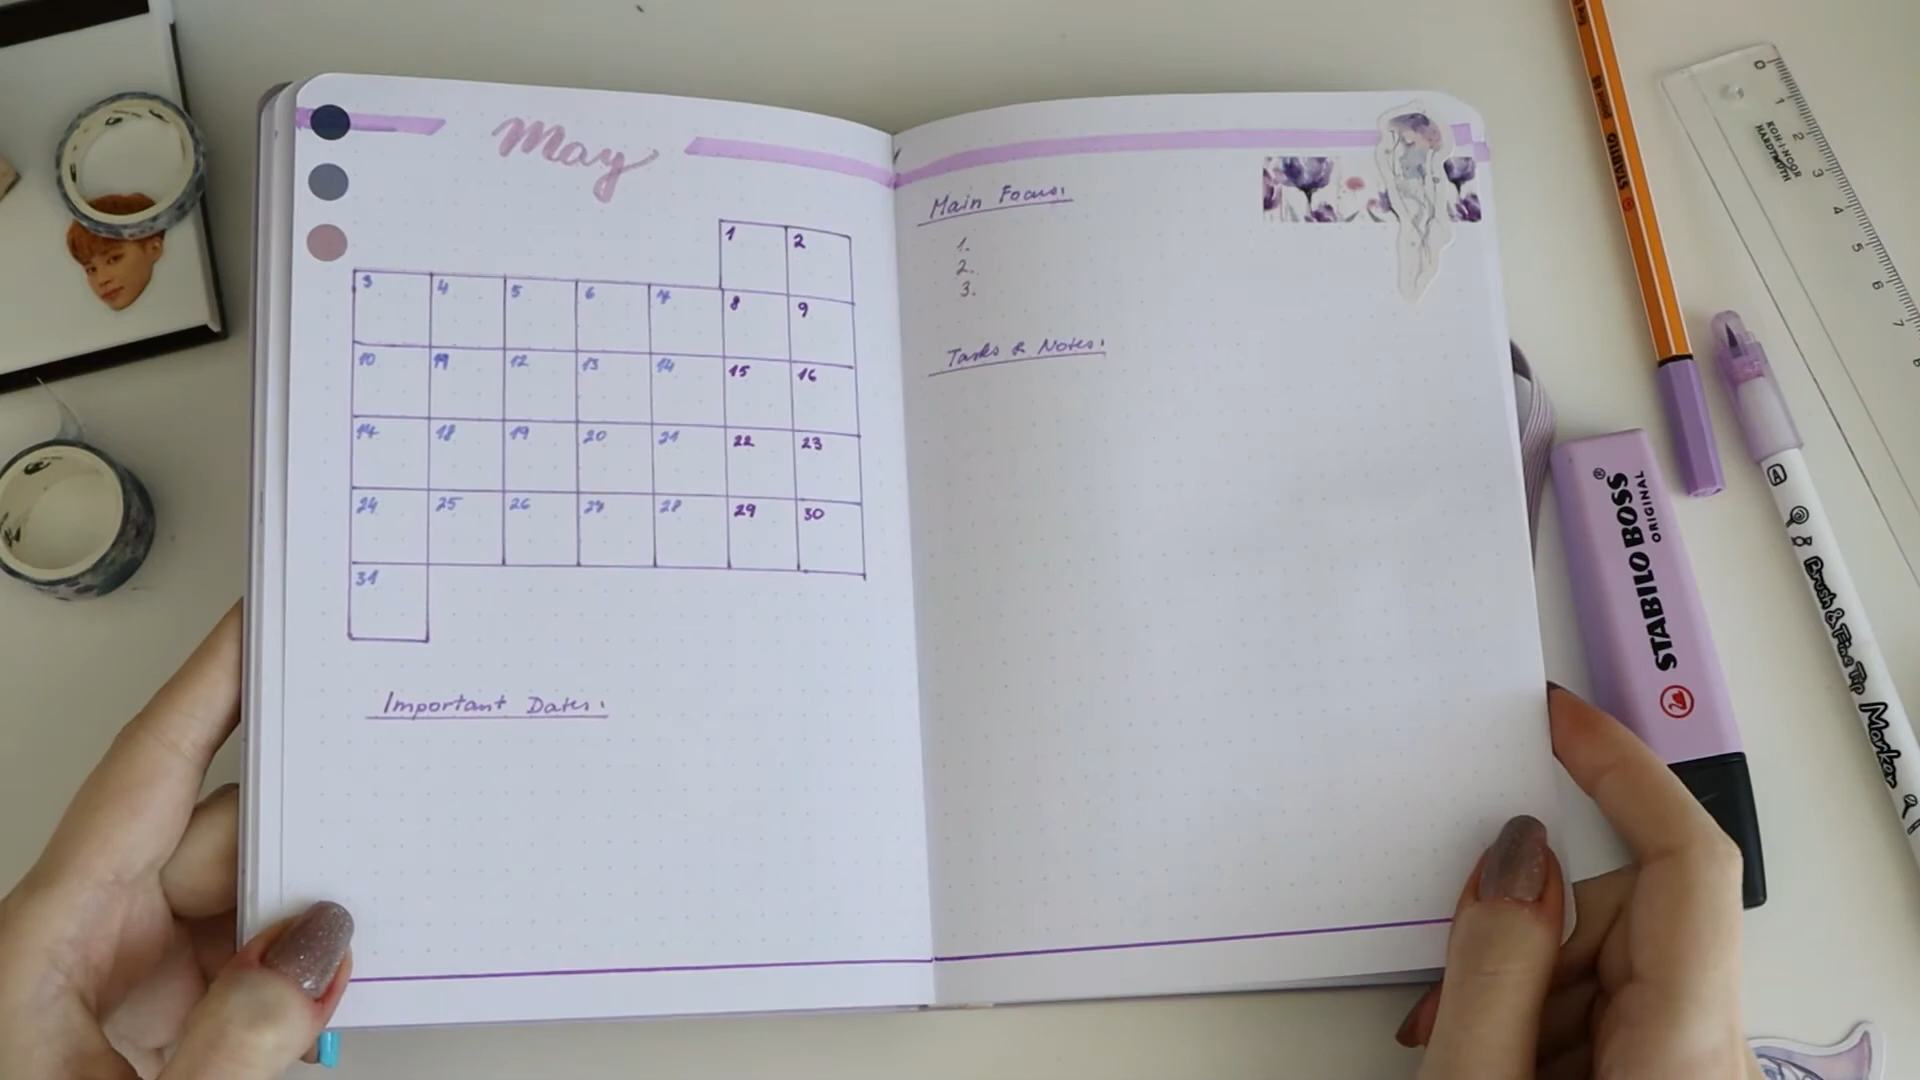 May
1 2
3 4 5 6 7 8 9
10 11 12 13 14 15 16
17 18 19 20 21 22 23
24 25 26 27 28 29 30
31
Important Dates:
Main Focus:
1.
2.
3.
Tasks & Notes:
STABILO
point 88
0 1 2 3 4 5 6 7 8
KOH-I-NOOR
HARDTMUTH
STABILO BOSS®
ORIGINAL
A Brush & Fine Tip Marker